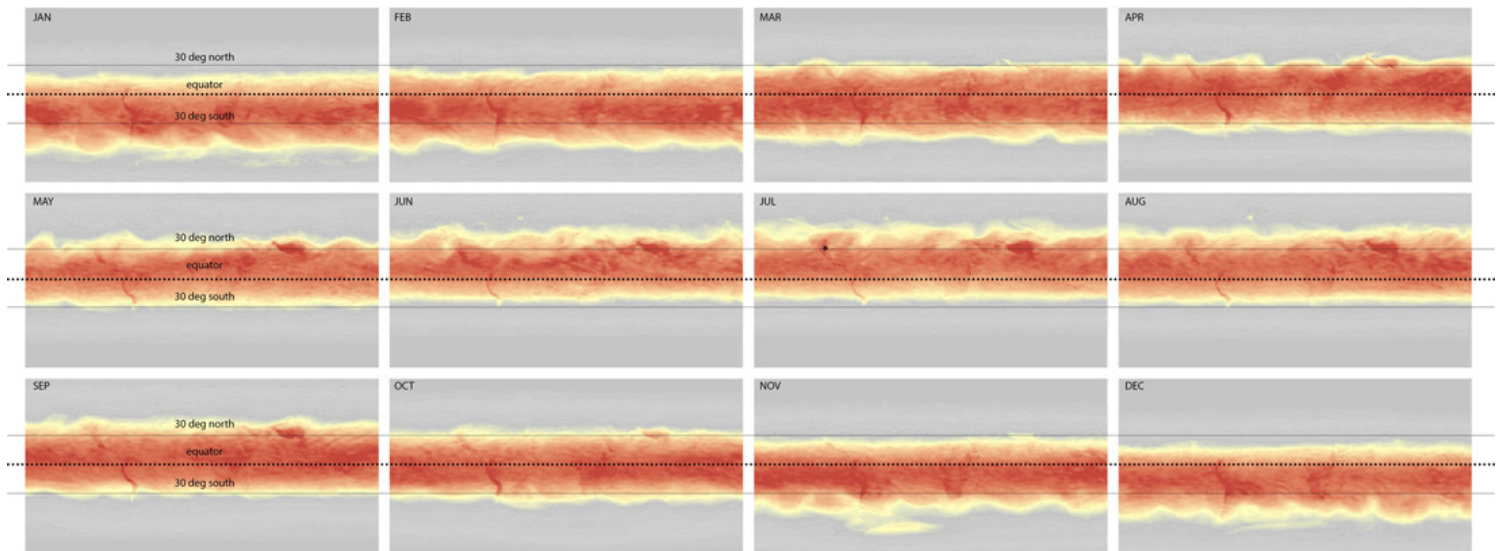 JAN
FEB
MAR
APR
30 deg north
equator
30 deg south
MAY
JUN
JUL
AUG
30 deg north
equator
30 deg south
SEP
OCT
NOV
DEC
30 deg north
equator
30 deg south